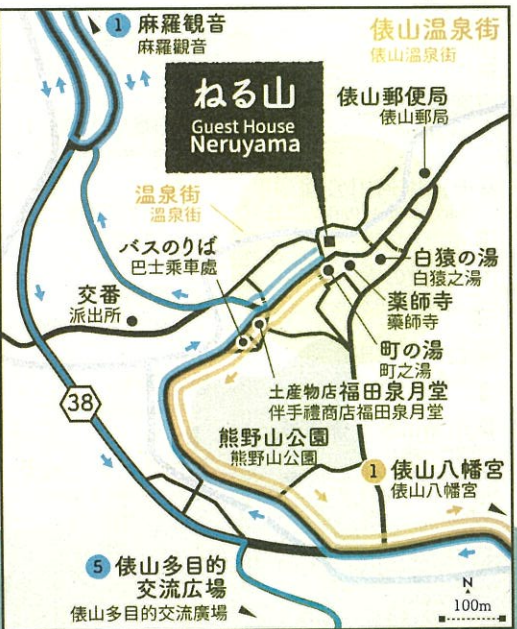 1 麻羅観音
麻羅觀音
俵山温泉街
俵山溫泉街
ねる山
Guest House
Neruyama
俵山郵便局
俵山郵局
温泉街
溫泉街
バスのりば
巴士乘車處
白猿の湯
白猿之湯
交番
派出所
薬師寺
藥師寺
町の湯
町之湯
38
土産物店福田泉月堂
伴手禮商店福田泉月堂
熊野山公園
熊野山公園
1 俵山八幡宮
俵山八幡宮
5 俵山多目的
交流広場
俵山多目的交流廣場
N
100m